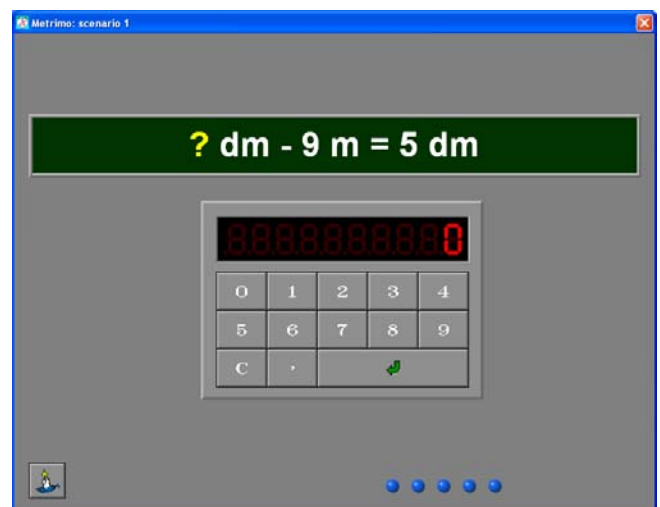 Metrimo: scenario 1
? dm - 9 m = 5 dm
0
0 1 2 3 4
5 6 7 8 9
C ,